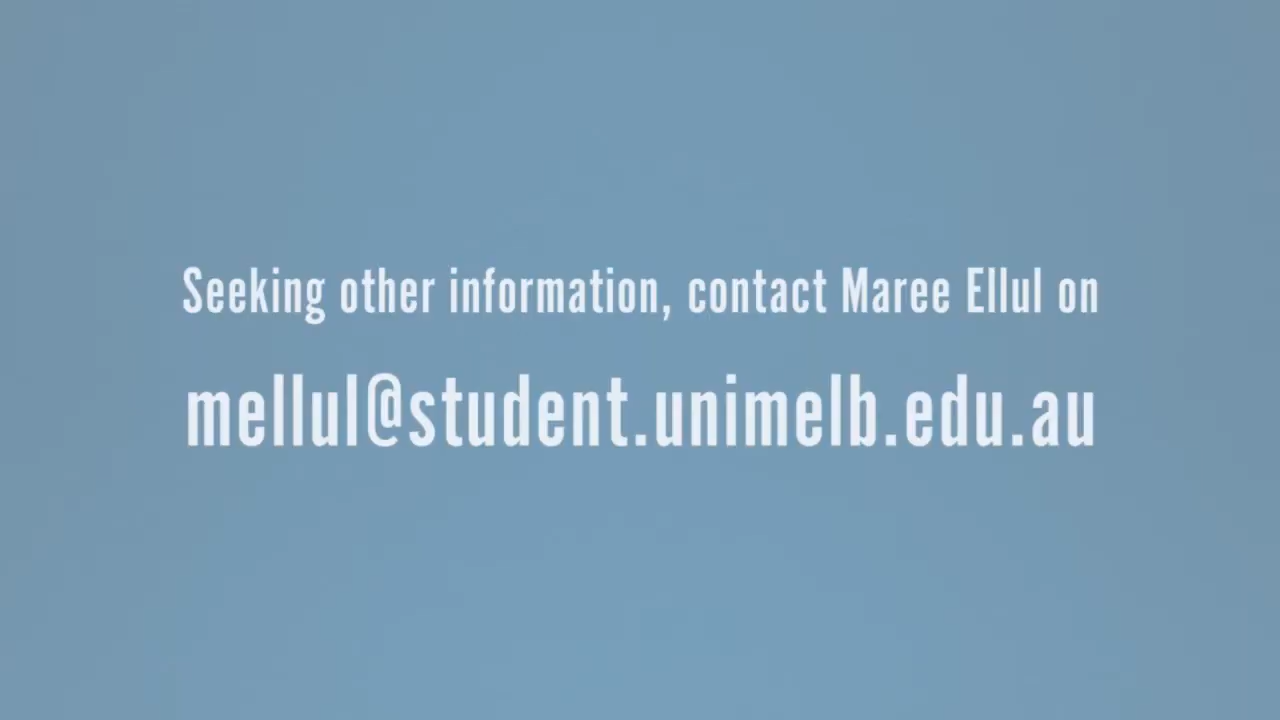 Seeking other information, contact Maree Ellul on
mellul@student.unimelb.edu.au